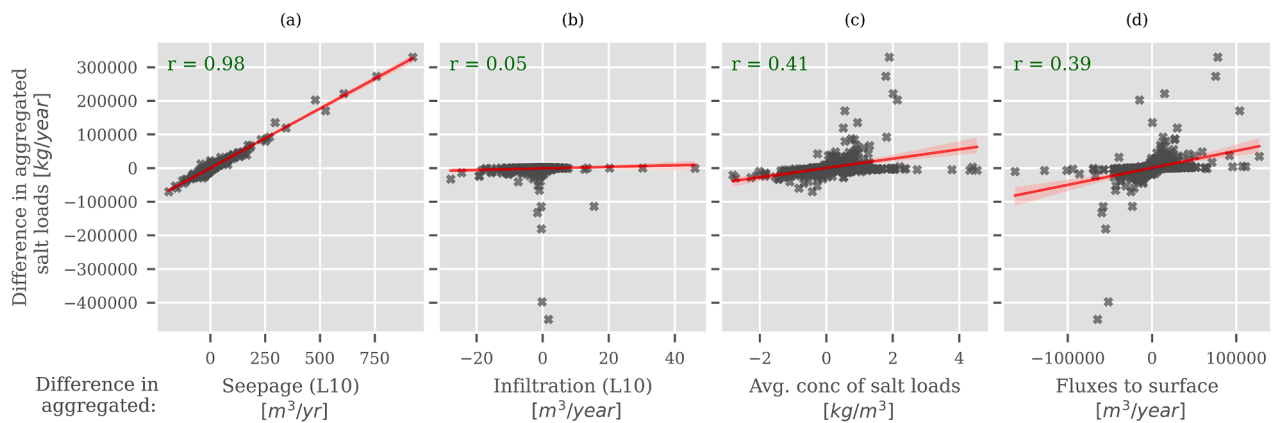 (a) (b) (c) (d)
r = 0.98 r = 0.05 r = 0.41 r = 0.39
Difference in aggregated
salt loads [kg/year]
300000
200000
100000
0
−100000
−200000
−300000
−400000
0 250 500 750 −20 0 20 40 −2 0 2 4 −100000 0 100000
Difference in
aggregated:
Seepage (L10)
[m³/yr]
Infiltration (L10)
[m³/year]
Avg. conc of salt loads
[kg/m³]
Fluxes to surface
[m³/year]